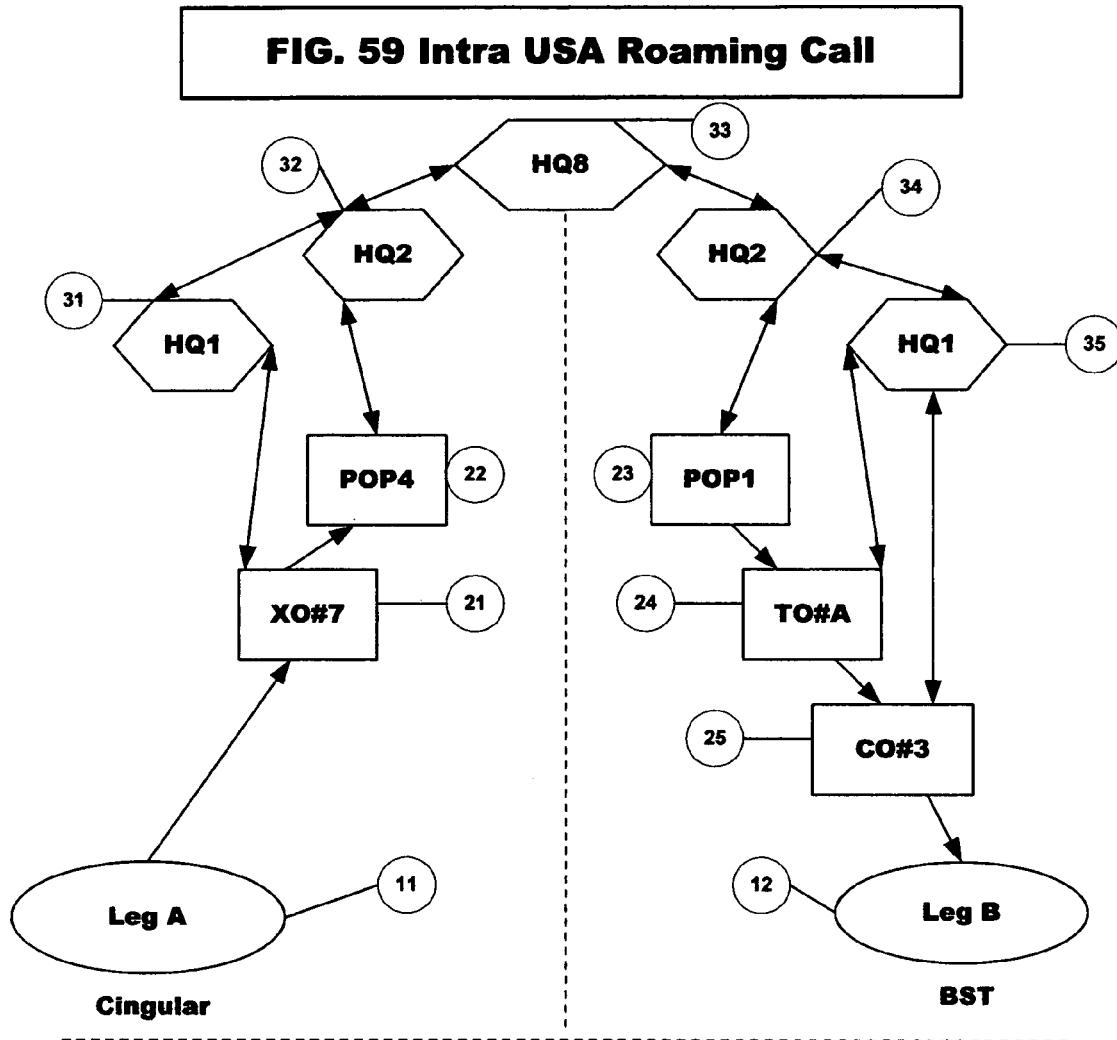 FIG. 59 Intra USA Roaming Call
33
HQ8
32
34
HQ2
HQ2
31
HQ1
HQ1
35
POP4
22
23
POP1
XO#7
21
24
TO#A
25
CO#3
11
12
Leg A
Leg B
Cingular
BST